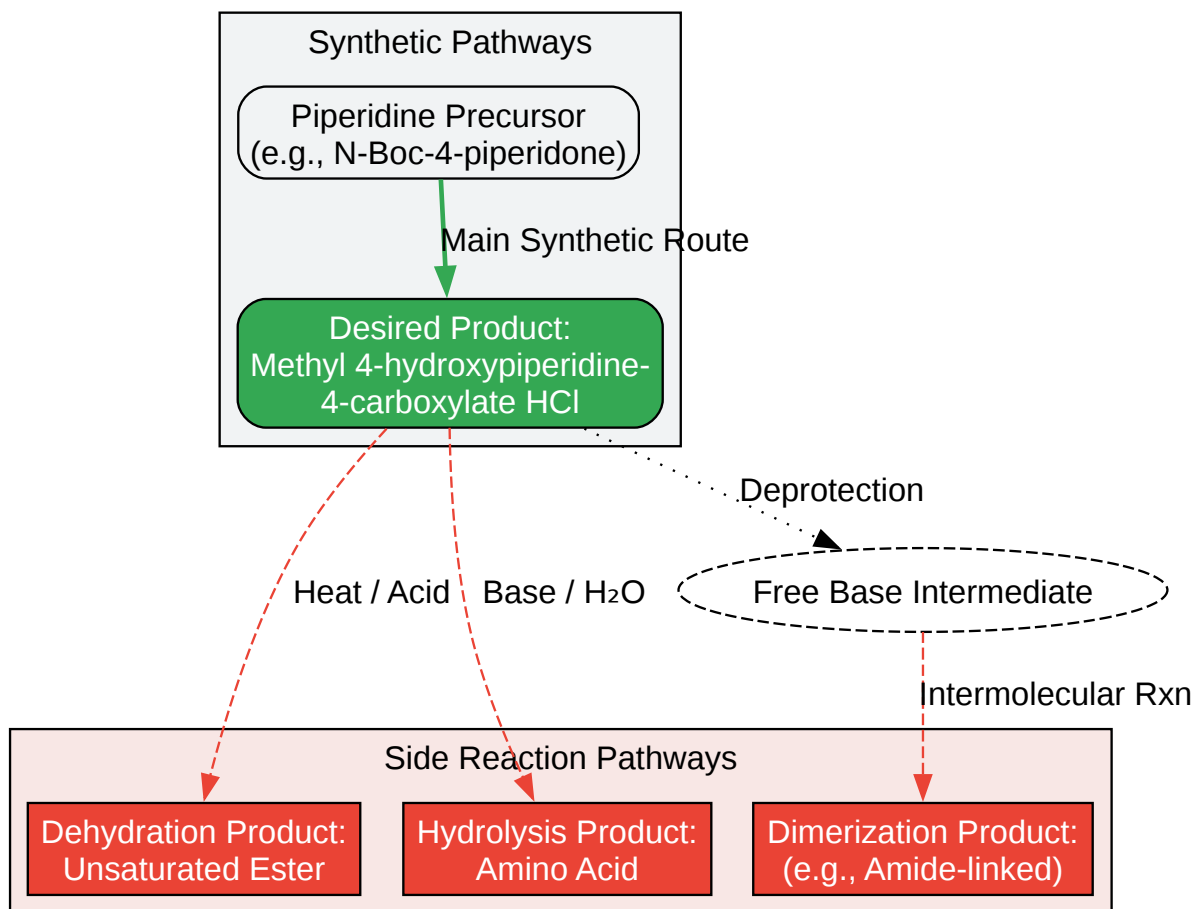 Synthetic Pathways
Piperidine Precursor
(e.g., N-Boc-4-piperidone)
Main Synthetic Route
Desired Product:
Methyl 4-hydroxypiperidine-
4-carboxylate HCl
Deprotection
Heat / Acid
Base / H₂O
Free Base Intermediate
Intermolecular Rxn
Side Reaction Pathways
Dehydration Product:
Unsaturated Ester
Hydrolysis Product:
Amino Acid
Dimerization Product:
(e.g., Amide-linked)